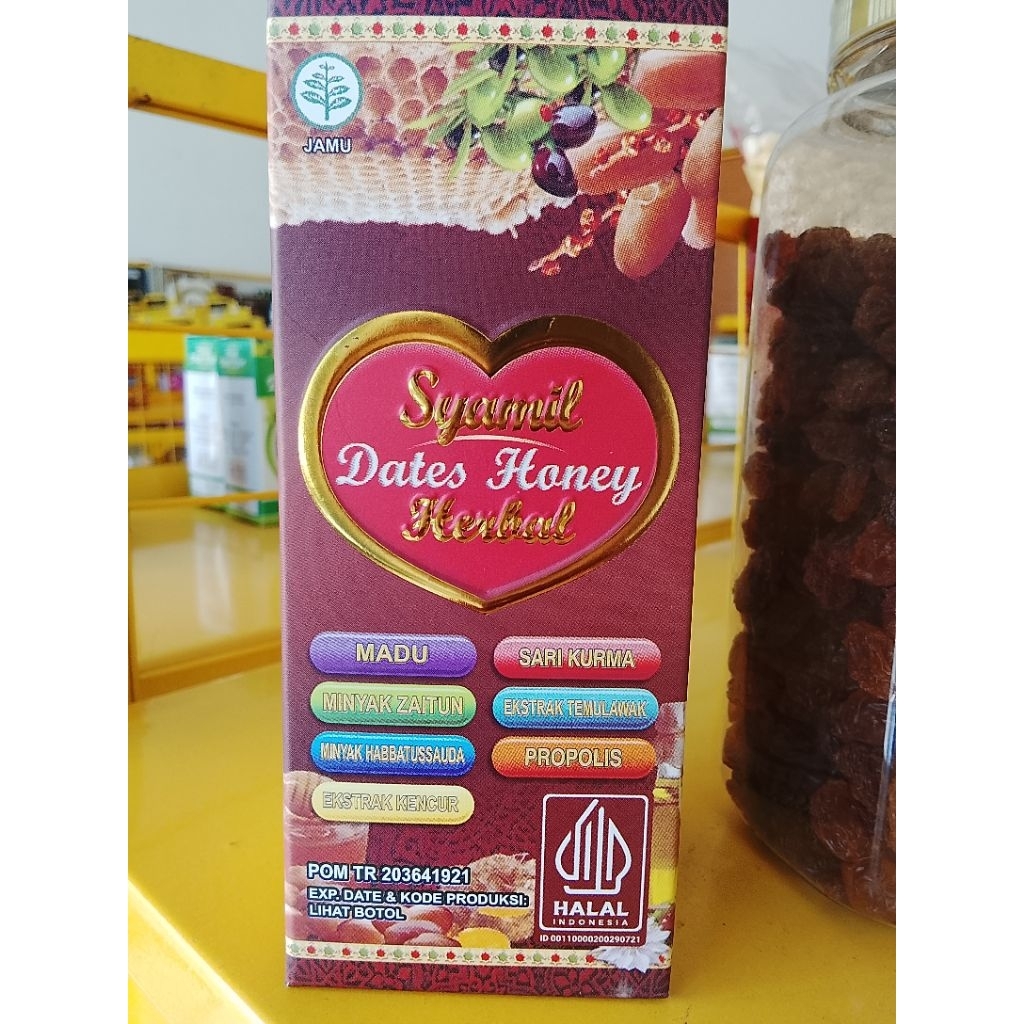 JAMU
Syamil
Dates Honey
Herbal
MADU
SARI KURMA
MINYAK ZAITUN
EKSTRAK TEMULAWAK
MINYAK HABBATUSSAUDA
PROPOLIS
EKSTRAK KENCUR
POM TR 203641921
EXP. DATE & KODE PRODUKSI:
LIHAT BOTOL
HALAL
INDONESIA
ID 00110000200290721